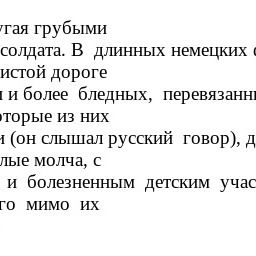 угая грубыми
солдата. В длинных немецких
истой дороге
и более бледных, перевязанн
оторые из них
и (он слышал русский говор), д
лые молча, с
и болезненным детским учас
го мимо их